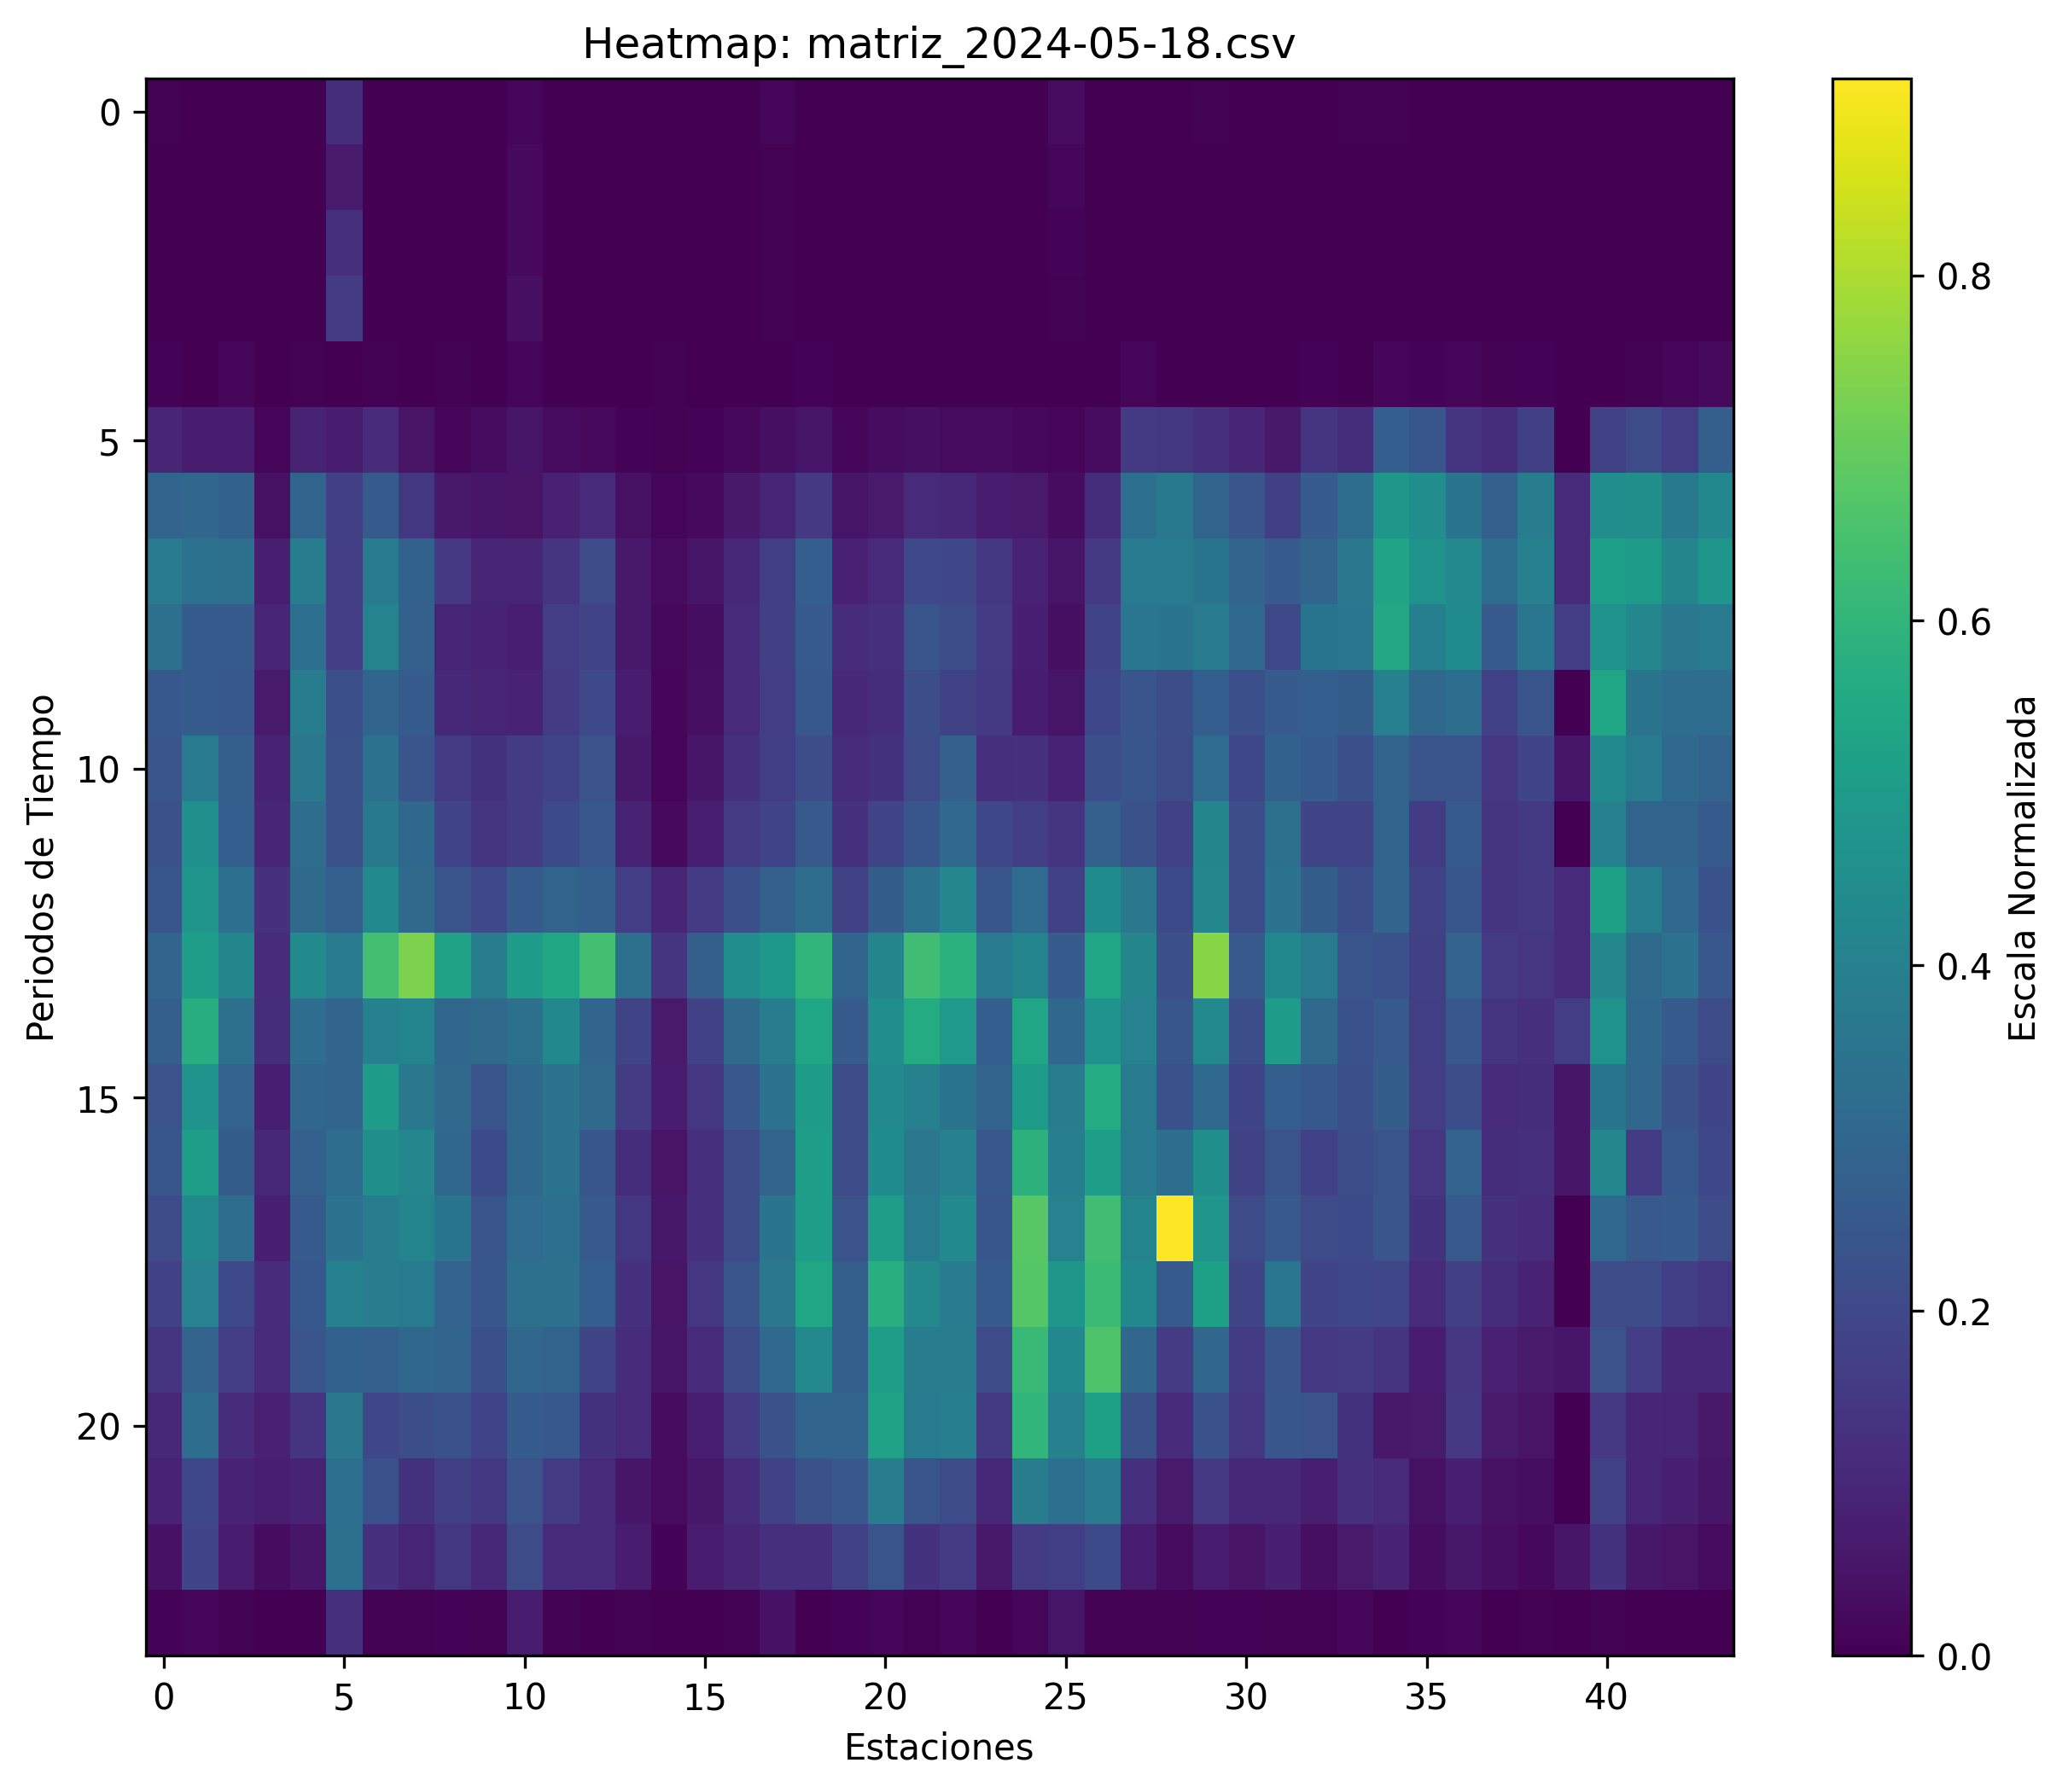 Heatmap: matriz_2024-05-18.csv
0
5
10
15
20
Periodos de Tiempo
0 5 10 15 20 25 30 35 40
Estaciones
0.8
0.6
0.4
0.2
0.0
Escala Normalizada